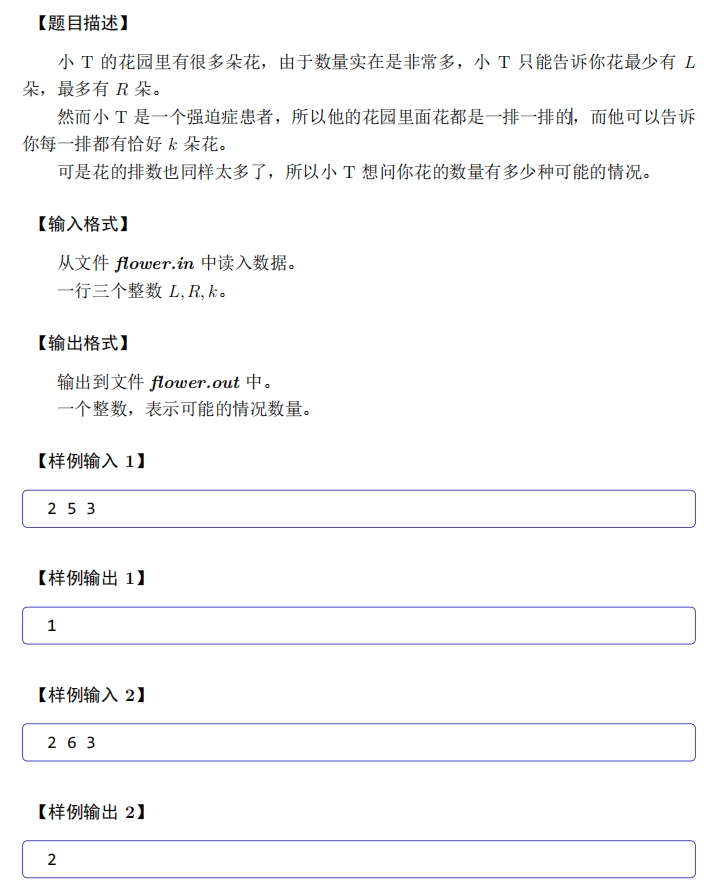 【题目描述】
小 T 的花园里有很多朵花，由于数量实在是非常多，小 T 只能告诉你花最少有 L
朵，最多有 R 朵。
然而小 T 是一个强迫症患者，所以他的花园里面花都是一排一排的，而他可以告诉
你每一排都有恰好 k 朵花。
可是花的排数也同样太多了，所以小 T 想问你花的数量有多少种可能的情况。
【输入格式】
从文件 flower.in 中读入数据。
一行三个整数 L, R, k。
【输出格式】
输出到文件 flower.out 中。
一个整数，表示可能的情况数量。
【样例输入 1】
2 5 3
【样例输出 1】
1
【样例输入 2】
2 6 3
【样例输出 2】
2